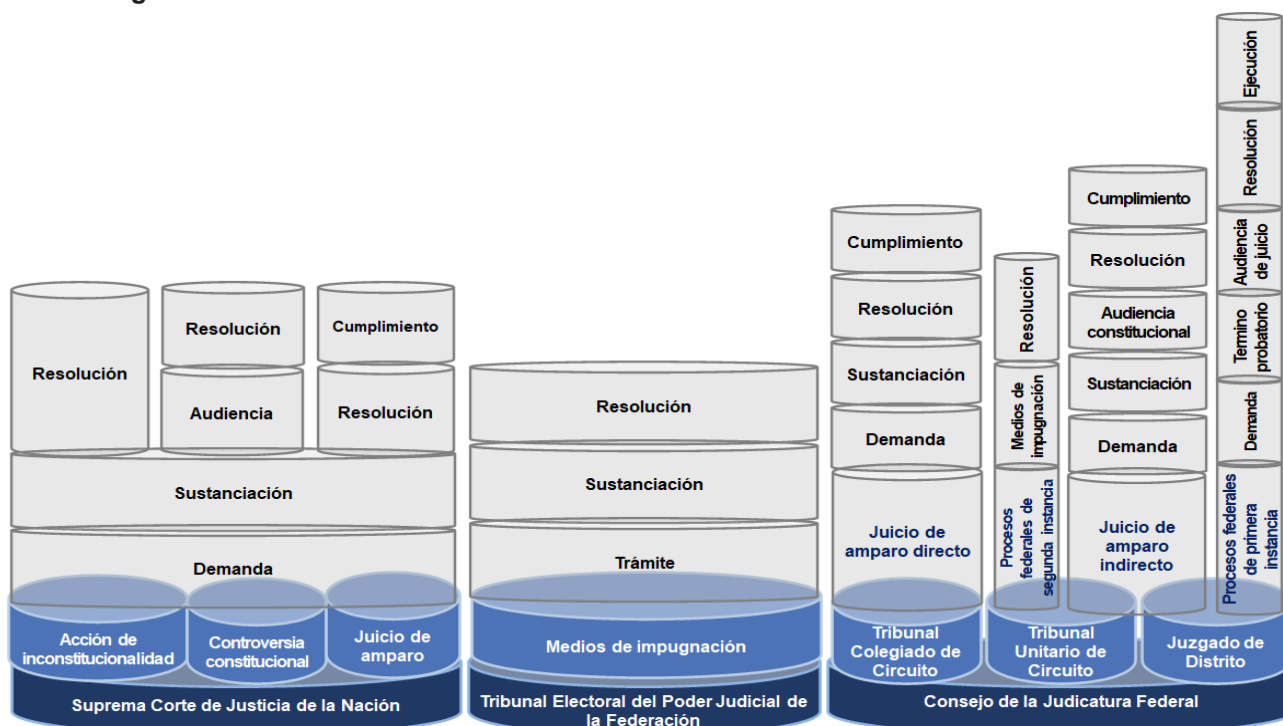 Resolución
Sustanciación
Demanda
Acción de
inconstitucionalidad
Resolución
Audiencia
Controversia
constitucional
Cumplimiento
Resolución
Juicio de
amparo
Suprema Corte de Justicia de la Nación
Resolución
Sustanciación
Trámite
Medios de impugnación
Tribunal Electoral del Poder Judicial de
la Federación
Cumplimiento
Resolución
Sustanciación
Demanda
Juicio de
amparo directo
Tribunal
Colegiado de
Circuito
Resolución
Medios de
impugnación
Procesos
federales de
segunda instancia
Tribunal
Unitario de
Circuito
Cumplimiento
Resolución
Audiencia
constitucional
Sustanciación
Demanda
Juicio de
amparo
indirecto
Ejecución
Resolución
Audiencia
de juicio
Termino
probatorio
Demanda
Procesos federales
de primera
instancia
Juzgado de
Distrito
Consejo de la Judicatura Federal